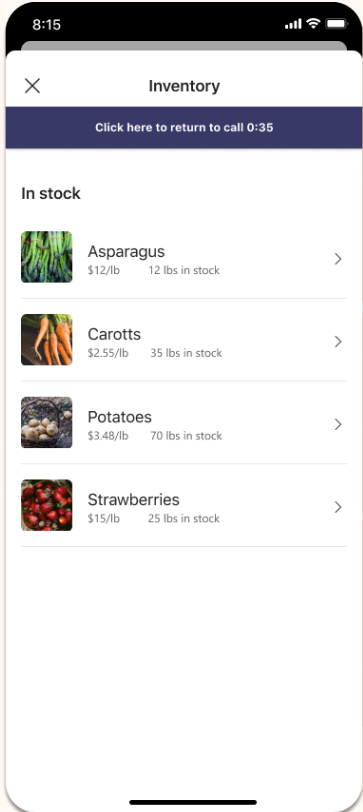 8:15
Inventory
Click here to return to call 0:35
In stock
Asparagus
$12/lb 12 lbs in stock
Carotts
$2.55/lb 35 lbs in stock
Potatoes
$3.48/lb 70 lbs in stock
Strawberries
$15/lb 25 lbs in stock